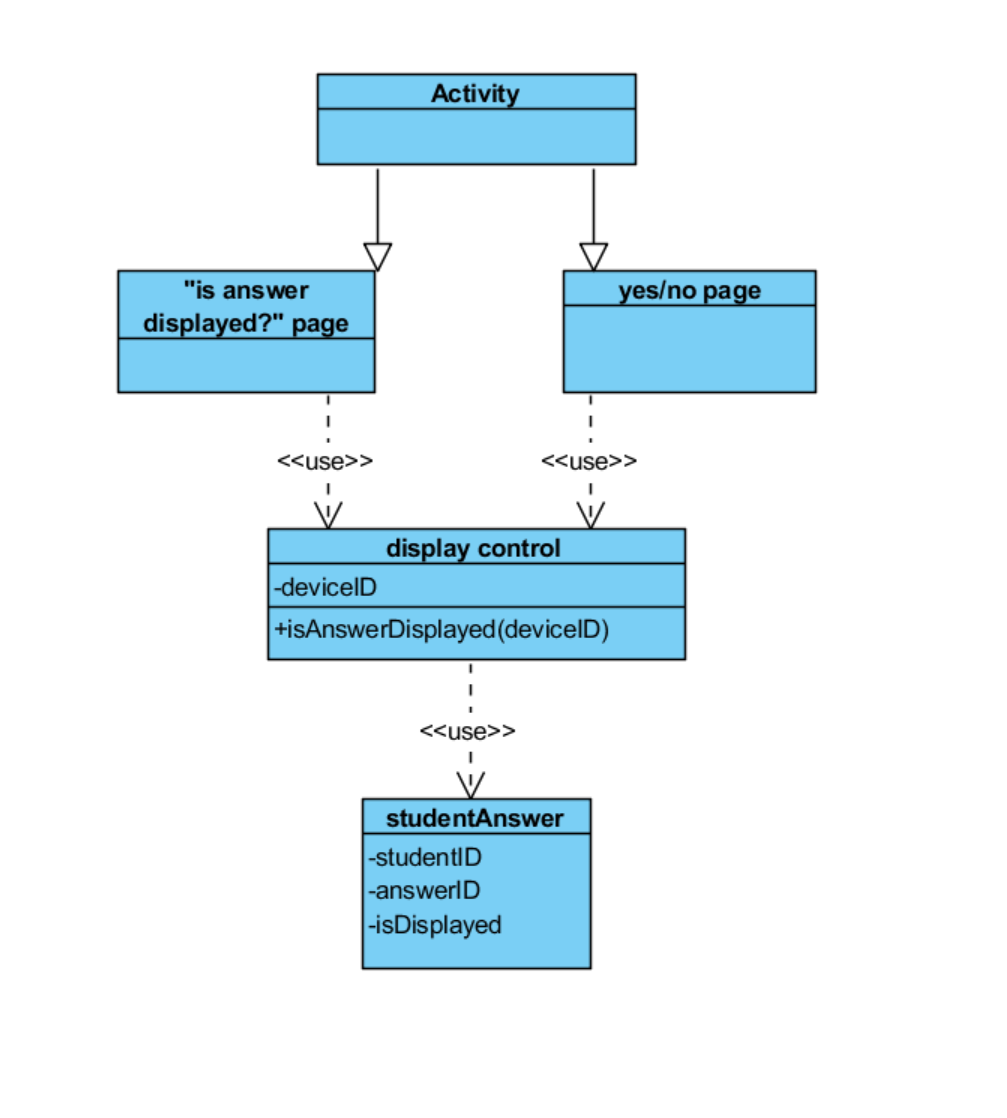 Activity
"is answer
displayed?" page
yes/no page
<<use>>
<<use>>
display control
-deviceID
+isAnswerDisplayed(deviceID)
<<use>>
studentAnswer
-studentID
-answerID
-isDisplayed